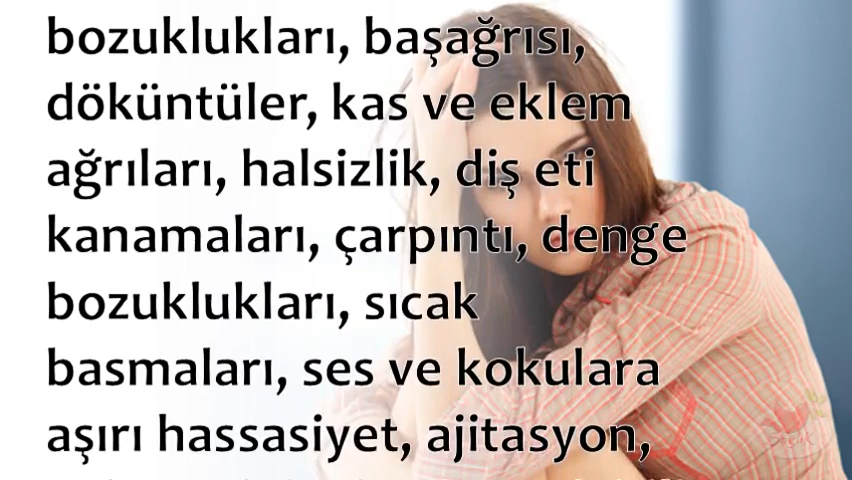 bozuklukları, başağrısı,
döküntüler, kas ve eklem
ağrıları, halsizlik, diş eti
kanamaları, çarpıntı, denge
bozuklukları, sıcak
basmaları, ses ve kokulara
aşırı hassasiyet, ajitasyon,
Sağlık